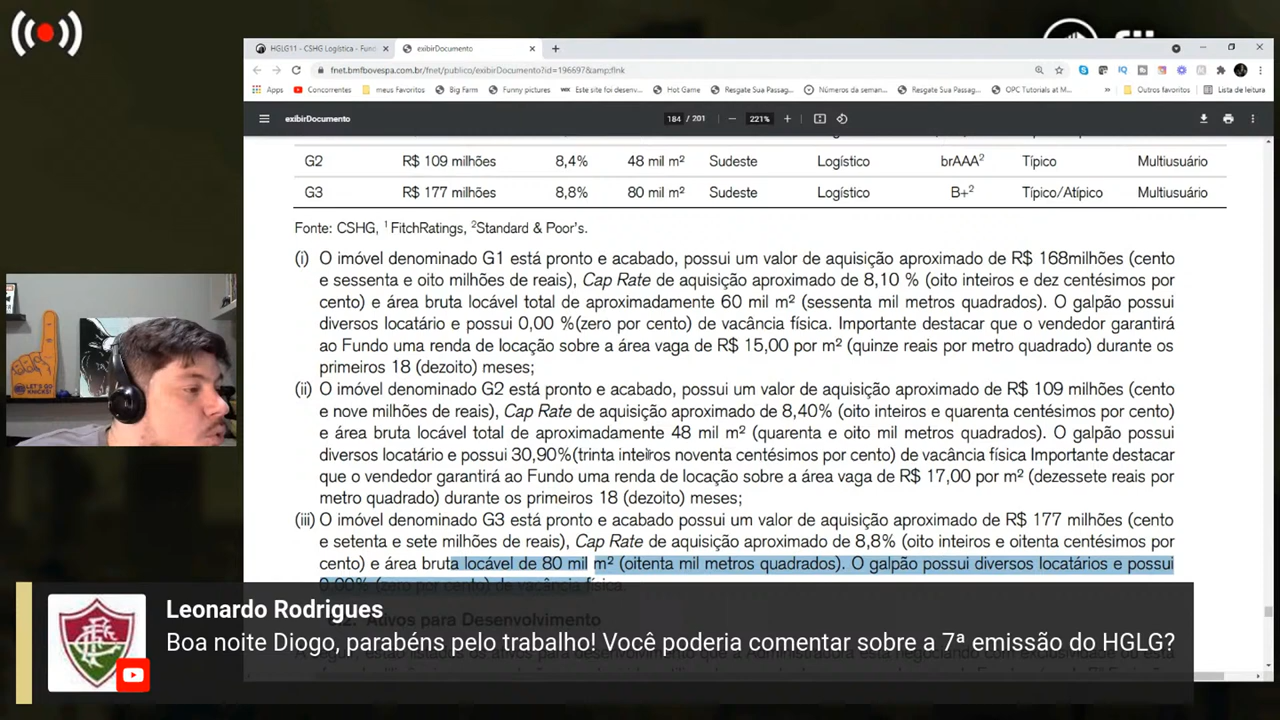 fii
HGLG11 - CSHG Logística - Fund
exibirDocumento
fnet.bmfbovespa.com.br/fnet/publico/exibirDocumento?id=196697&amp;flnk
Apps
Concorrentes
meus Favoritos
Big Farm
Funny pictures
Este site foi desenv...
Hot Game
Resgate Sua Passag...
Números da seman...
Resgate Sua Passag...
OPC Tutorials at M...
»
Outros favoritos
Lista de leitura
exibirDocumento
184 / 201
221%
G2 R$ 109 milhões 8,4% 48 mil m² Sudeste Logístico brAAA² Típico Multiusuário
G3 R$ 177 milhões 8,8% 80 mil m² Sudeste Logístico B+² Típico/Atípico Multiusuário
Fonte: CSHG, ¹ FitchRatings, ²Standard & Poor's.
(i) O imóvel denominado G1 está pronto e acabado, possui um valor de aquisição aproximado de R$ 168milhões (cento
e sessenta e oito milhões de reais), Cap Rate de aquisição aproximado de 8,10 % (oito inteiros e dez centésimos por
cento) e área bruta locável total de aproximadamente 60 mil m² (sessenta mil metros quadrados). O galpão possui
diversos locatário e possui 0,00 %(zero por cento) de vacância física. Importante destacar que o vendedor garantirá
ao Fundo uma renda de locação sobre a área vaga de R$ 15,00 por m² (quinze reais por metro quadrado) durante os
primeiros 18 (dezoito) meses;
(ii) O imóvel denominado G2 está pronto e acabado, possui um valor de aquisição aproximado de R$ 109 milhões (cento
e nove milhões de reais), Cap Rate de aquisição aproximado de 8,40% (oito inteiros e quarenta centésimos por cento)
e área bruta locável total de aproximadamente 48 mil m² (quarenta e oito mil metros quadrados). O galpão possui
diversos locatário e possui 30,90%(trinta inteiros noventa centésimos por cento) de vacância física Importante destacar
que o vendedor garantirá ao Fundo uma renda de locação sobre a área vaga de R$ 17,00 por m² (dezessete reais por
metro quadrado) durante os primeiros 18 (dezoito) meses;
(iii) O imóvel denominado G3 está pronto e acabado possui um valor de aquisição aproximado de R$ 177 milhões (cento
e setenta e sete milhões de reais), Cap Rate de aquisição aproximado de 8,8% (oito inteiros e oitenta centésimos por
cento) e área bruta locável de 80 mil m² (oitenta mil metros quadrados). O galpão possui diversos locatários e possui
0,00% (zero por cento) de vacância física.
Ativos para Desenvolvimento
LET'S GO
KNICKS!
Leonardo Rodrigues
Boa noite Diogo, parabéns pelo trabalho! Você poderia comentar sobre a 7ª emissão do HGLG?